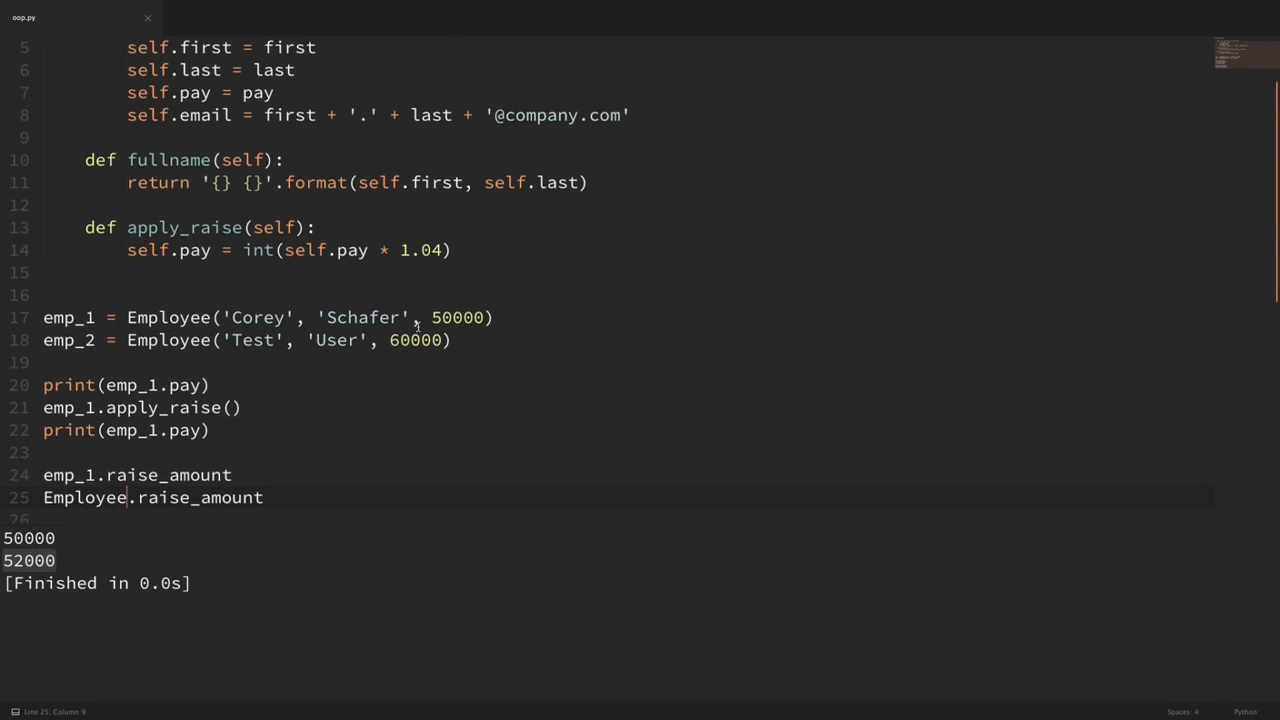 oop.py ×
5 self.first = first
6 self.last = last
7 self.pay = pay
8 self.email = first + '.' + last + '@company.com'
9
10 def fullname(self):
11 return '{} {}'.format(self.first, self.last)
12
13 def apply_raise(self):
14 self.pay = int(self.pay * 1.04)
15
16
17 emp_1 = Employee('Corey', 'Schafer', 50000)
18 emp_2 = Employee('Test', 'User', 60000)
19
20 print(emp_1.pay)
21 emp_1.apply_raise()
22 print(emp_1.pay)
23
24 emp_1.raise_amount
25 Employee.raise_amount
26
50000
52000
[Finished in 0.0s]
Line 25, Column 9 Spaces: 4 Python